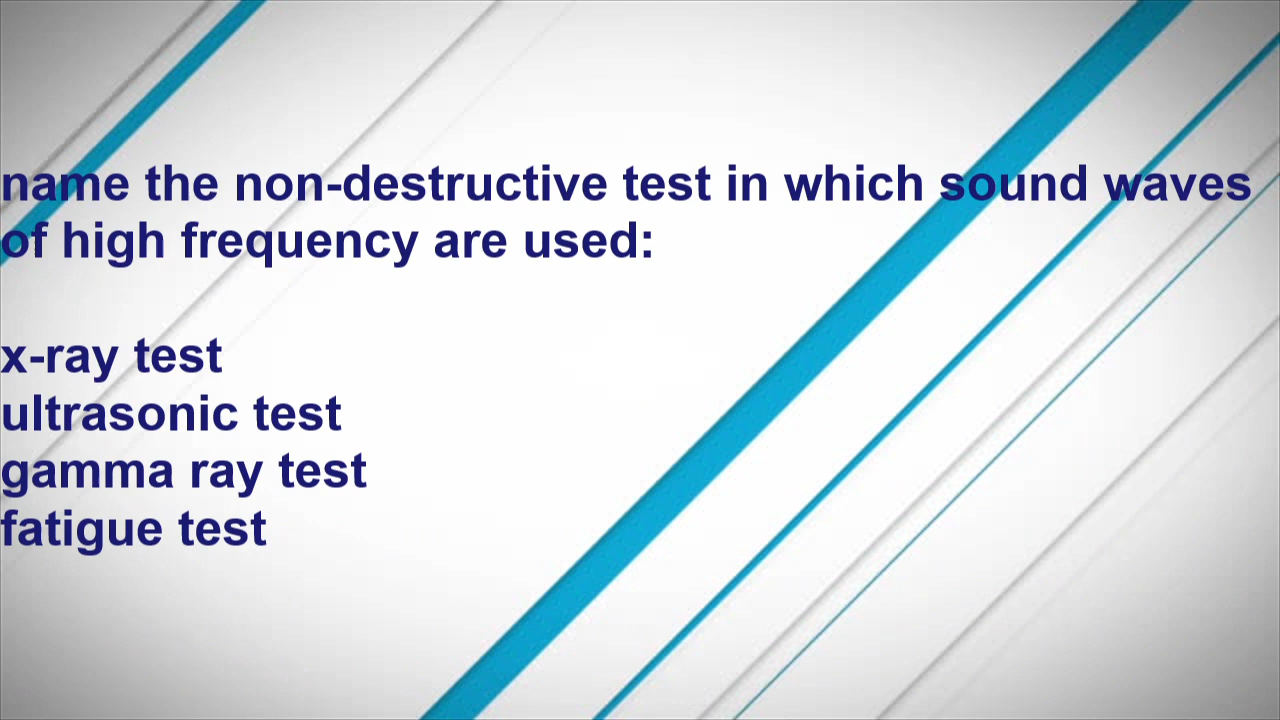 name the non-destructive test in which sound waves
of high frequency are used:
x-ray test
ultrasonic test
gamma ray test
fatigue test